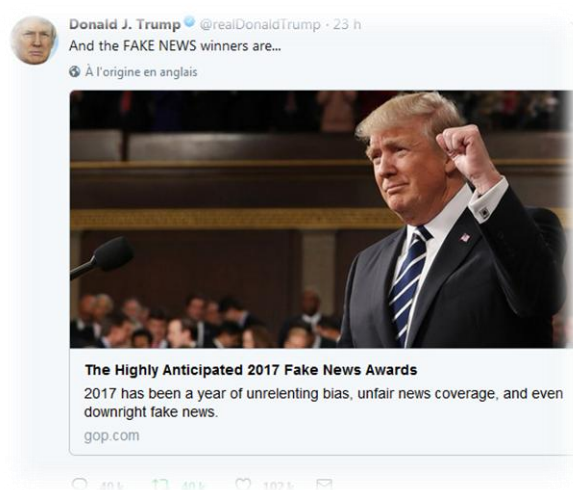 Donald J. Trump @realDonaldTrump · 23 h
And the FAKE NEWS winners are...
À l'origine en anglais
The Highly Anticipated 2017 Fake News Awards
2017 has been a year of unrelenting bias, unfair news coverage, and even
downright fake news.
gop.com